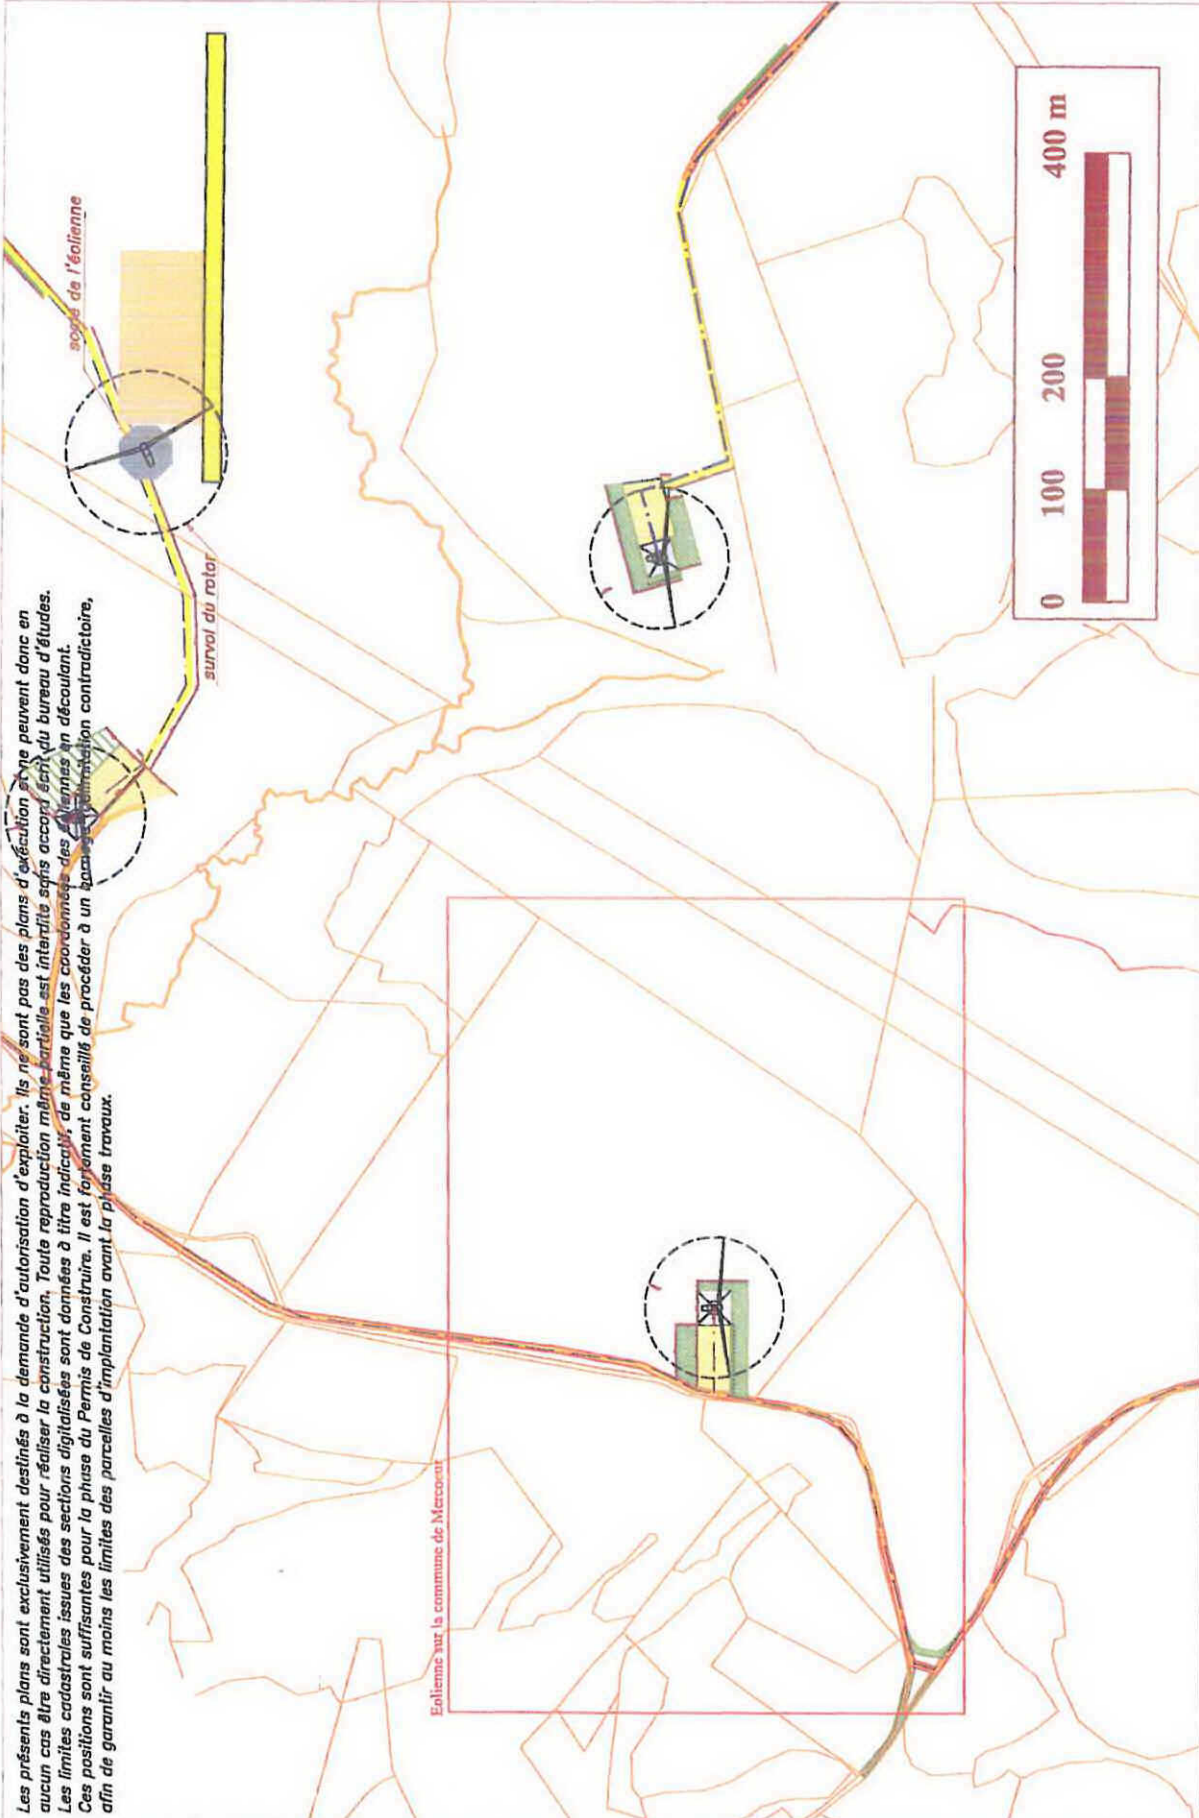 Les présents plans sont exclusivement destinés à la demande d'autorisation d'exploiter. Ils ne sont pas des plans d'exécution et ne peuvent donc en
aucun cas être directement utilisés pour réaliser la construction. Toute reproduction même partielle est interdite sans accord écrit du bureau d'études.
Les limites cadastrales issues des sections digitalisées sont données à titre indicatif, de même que les coordonnées des éoliennes en découlant.
Ces positions sont suffisantes pour la phase du Permis de Construire. Il est fortement conseillé de procéder à un bornage contradictoire,
afin de garantir au moins les limites des parcelles d'implantation avant la phase travaux.
socle de l'éolienne
survol du rotor
Eolienne sur la commune de Mercoeur
0 100 200 400 m